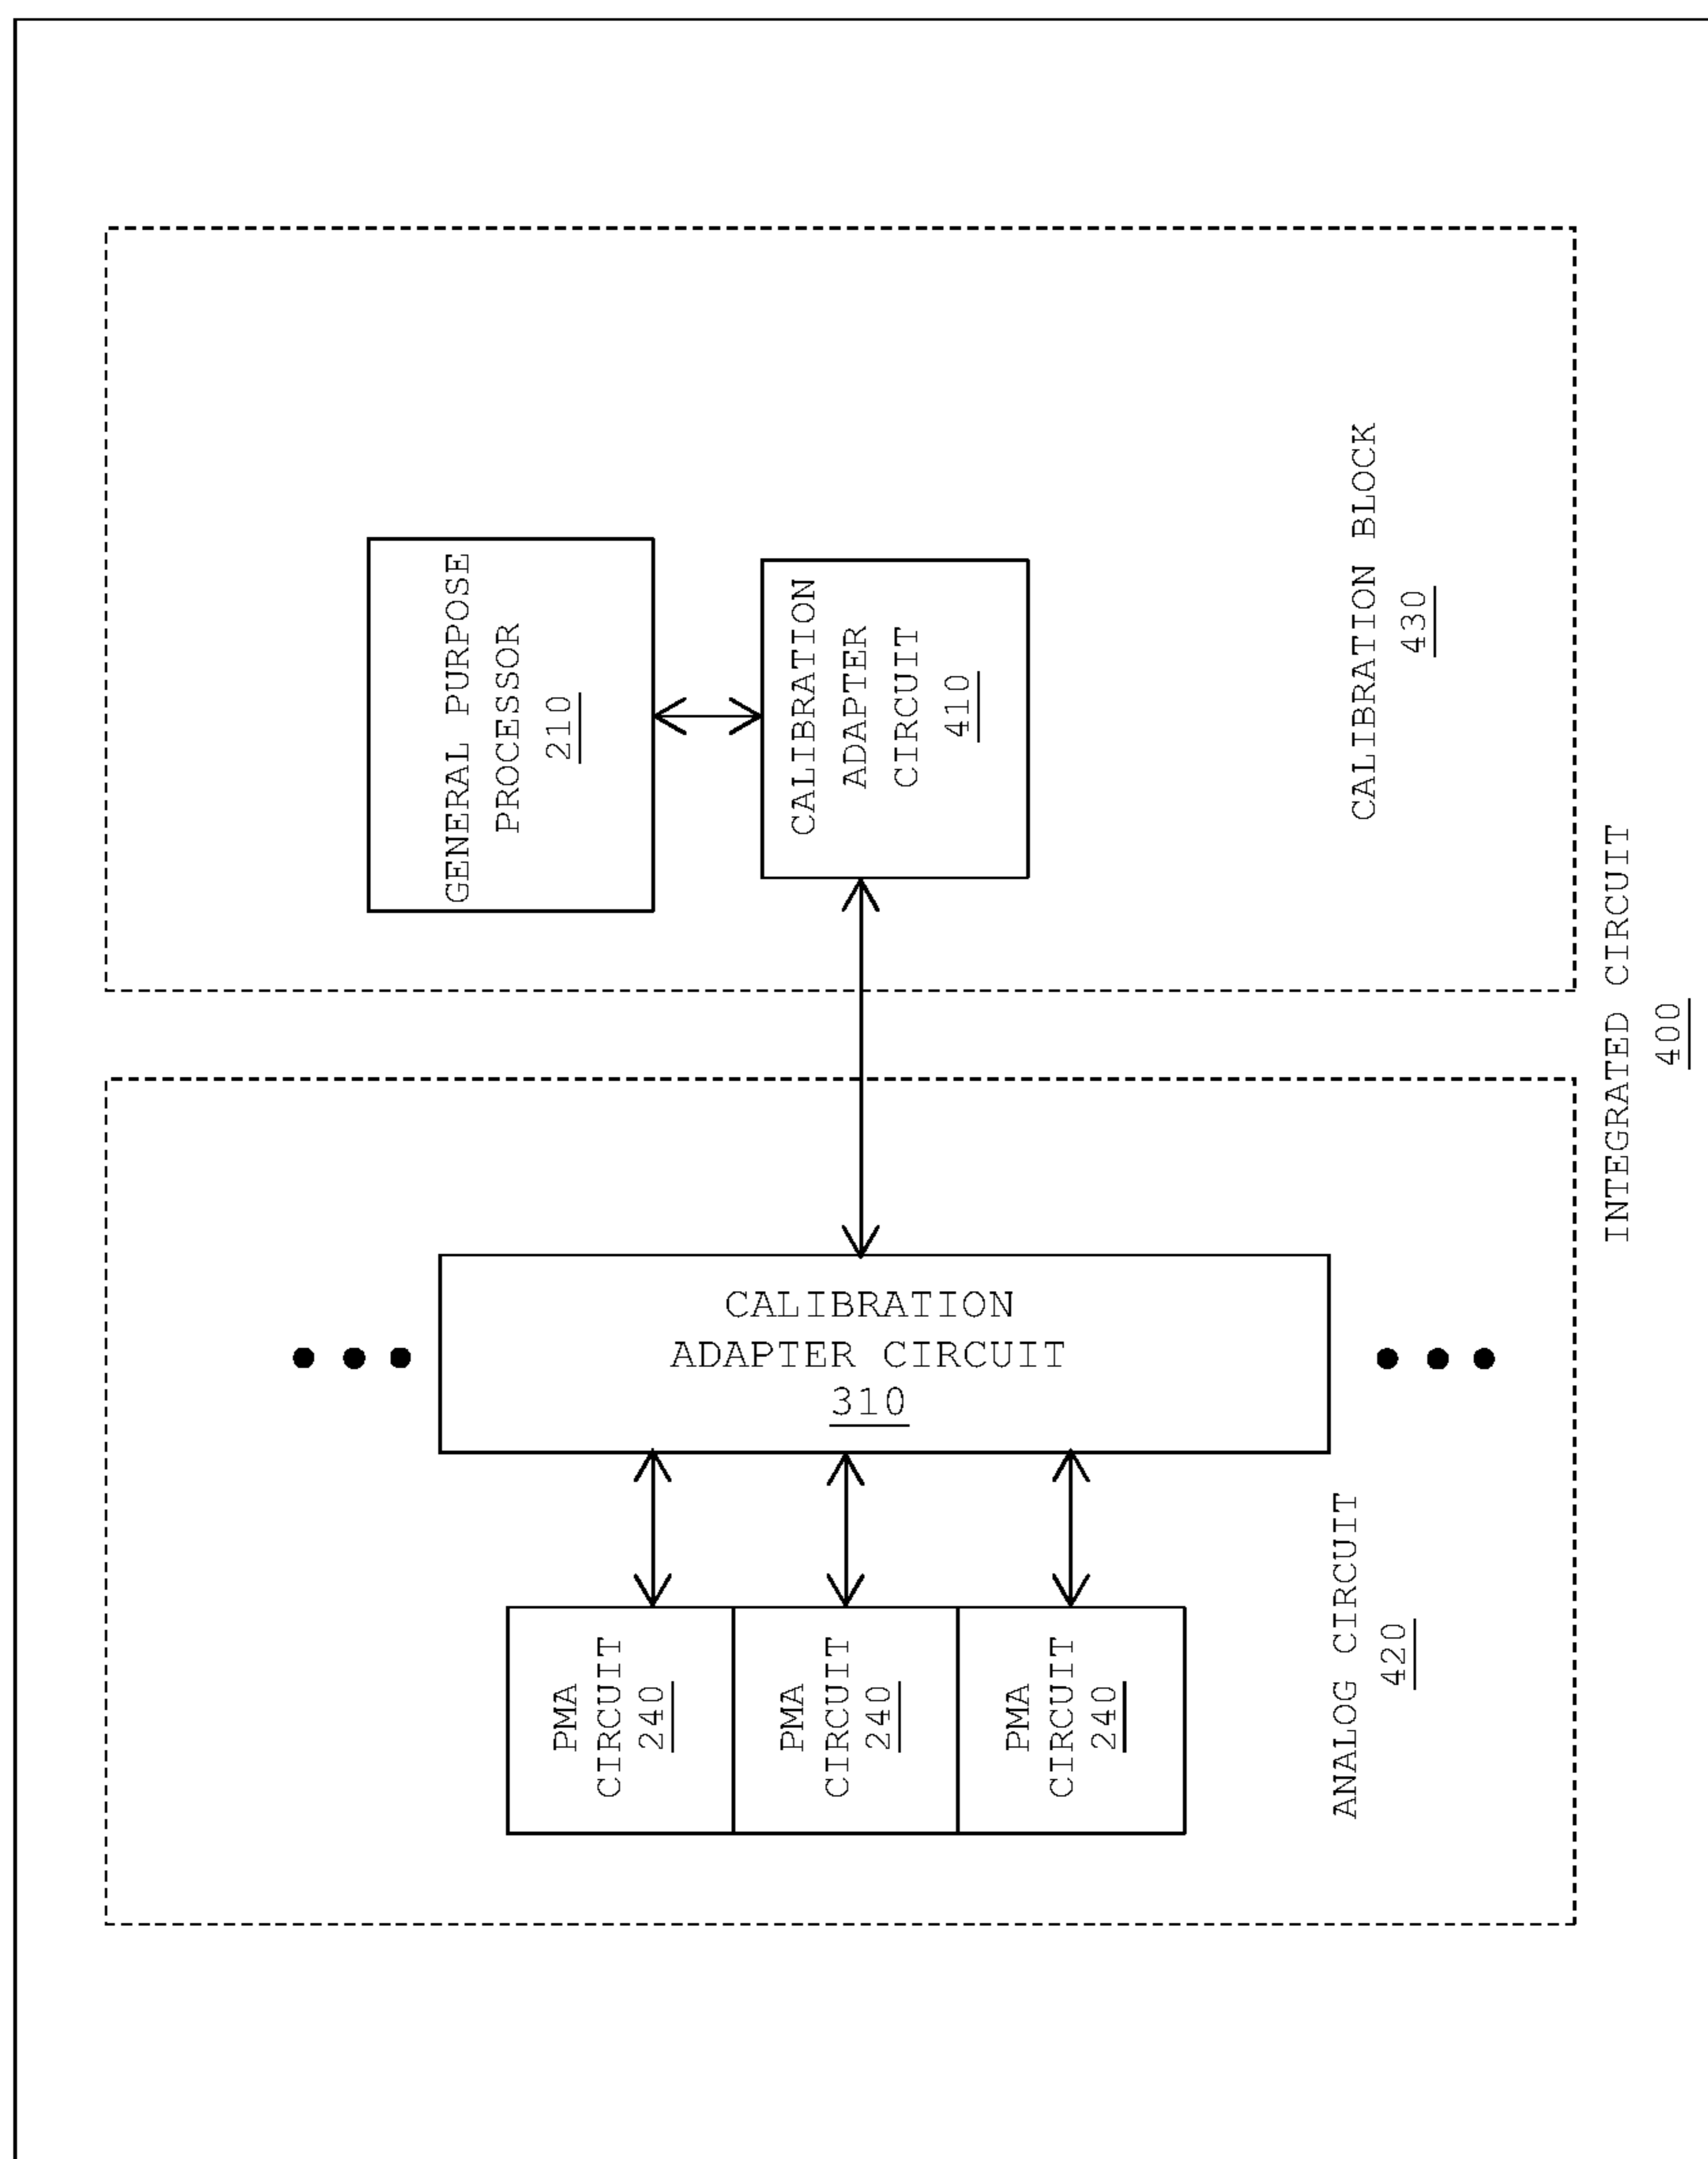 GENERAL PURPOSE
PROCESSOR
210
CALIBRATION
ADAPTER
CIRCUIT
410
CALIBRATION BLOCK
430
CALIBRATION
ADAPTER CIRCUIT
310
PMA
CIRCUIT
240
PMA
CIRCUIT
240
PMA
CIRCUIT
240
ANALOG CIRCUIT
420
INTEGRATED CIRCUIT
400